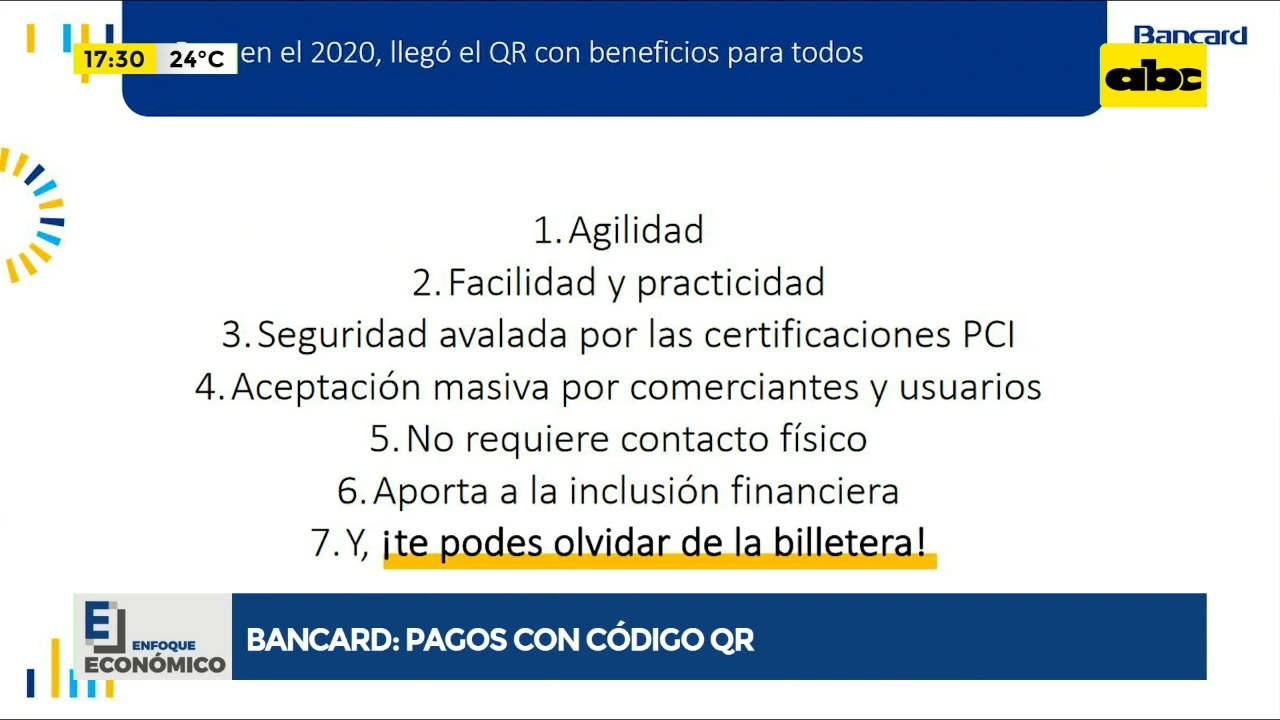 en el 2020, llegó el QR con beneficios para todos
Bancard
17:30 24°C
abc
1. Agilidad
2. Facilidad y practicidad
3. Seguridad avalada por las certificaciones PCI
4. Aceptación masiva por comerciantes y usuarios
5. No requiere contacto físico
6. Aporta a la inclusión financiera
7. Y, ¡te podes olvidar de la billetera!
E
ENFOQUE
ECONÓMICO
BANCARD: PAGOS CON CÓDIGO QR